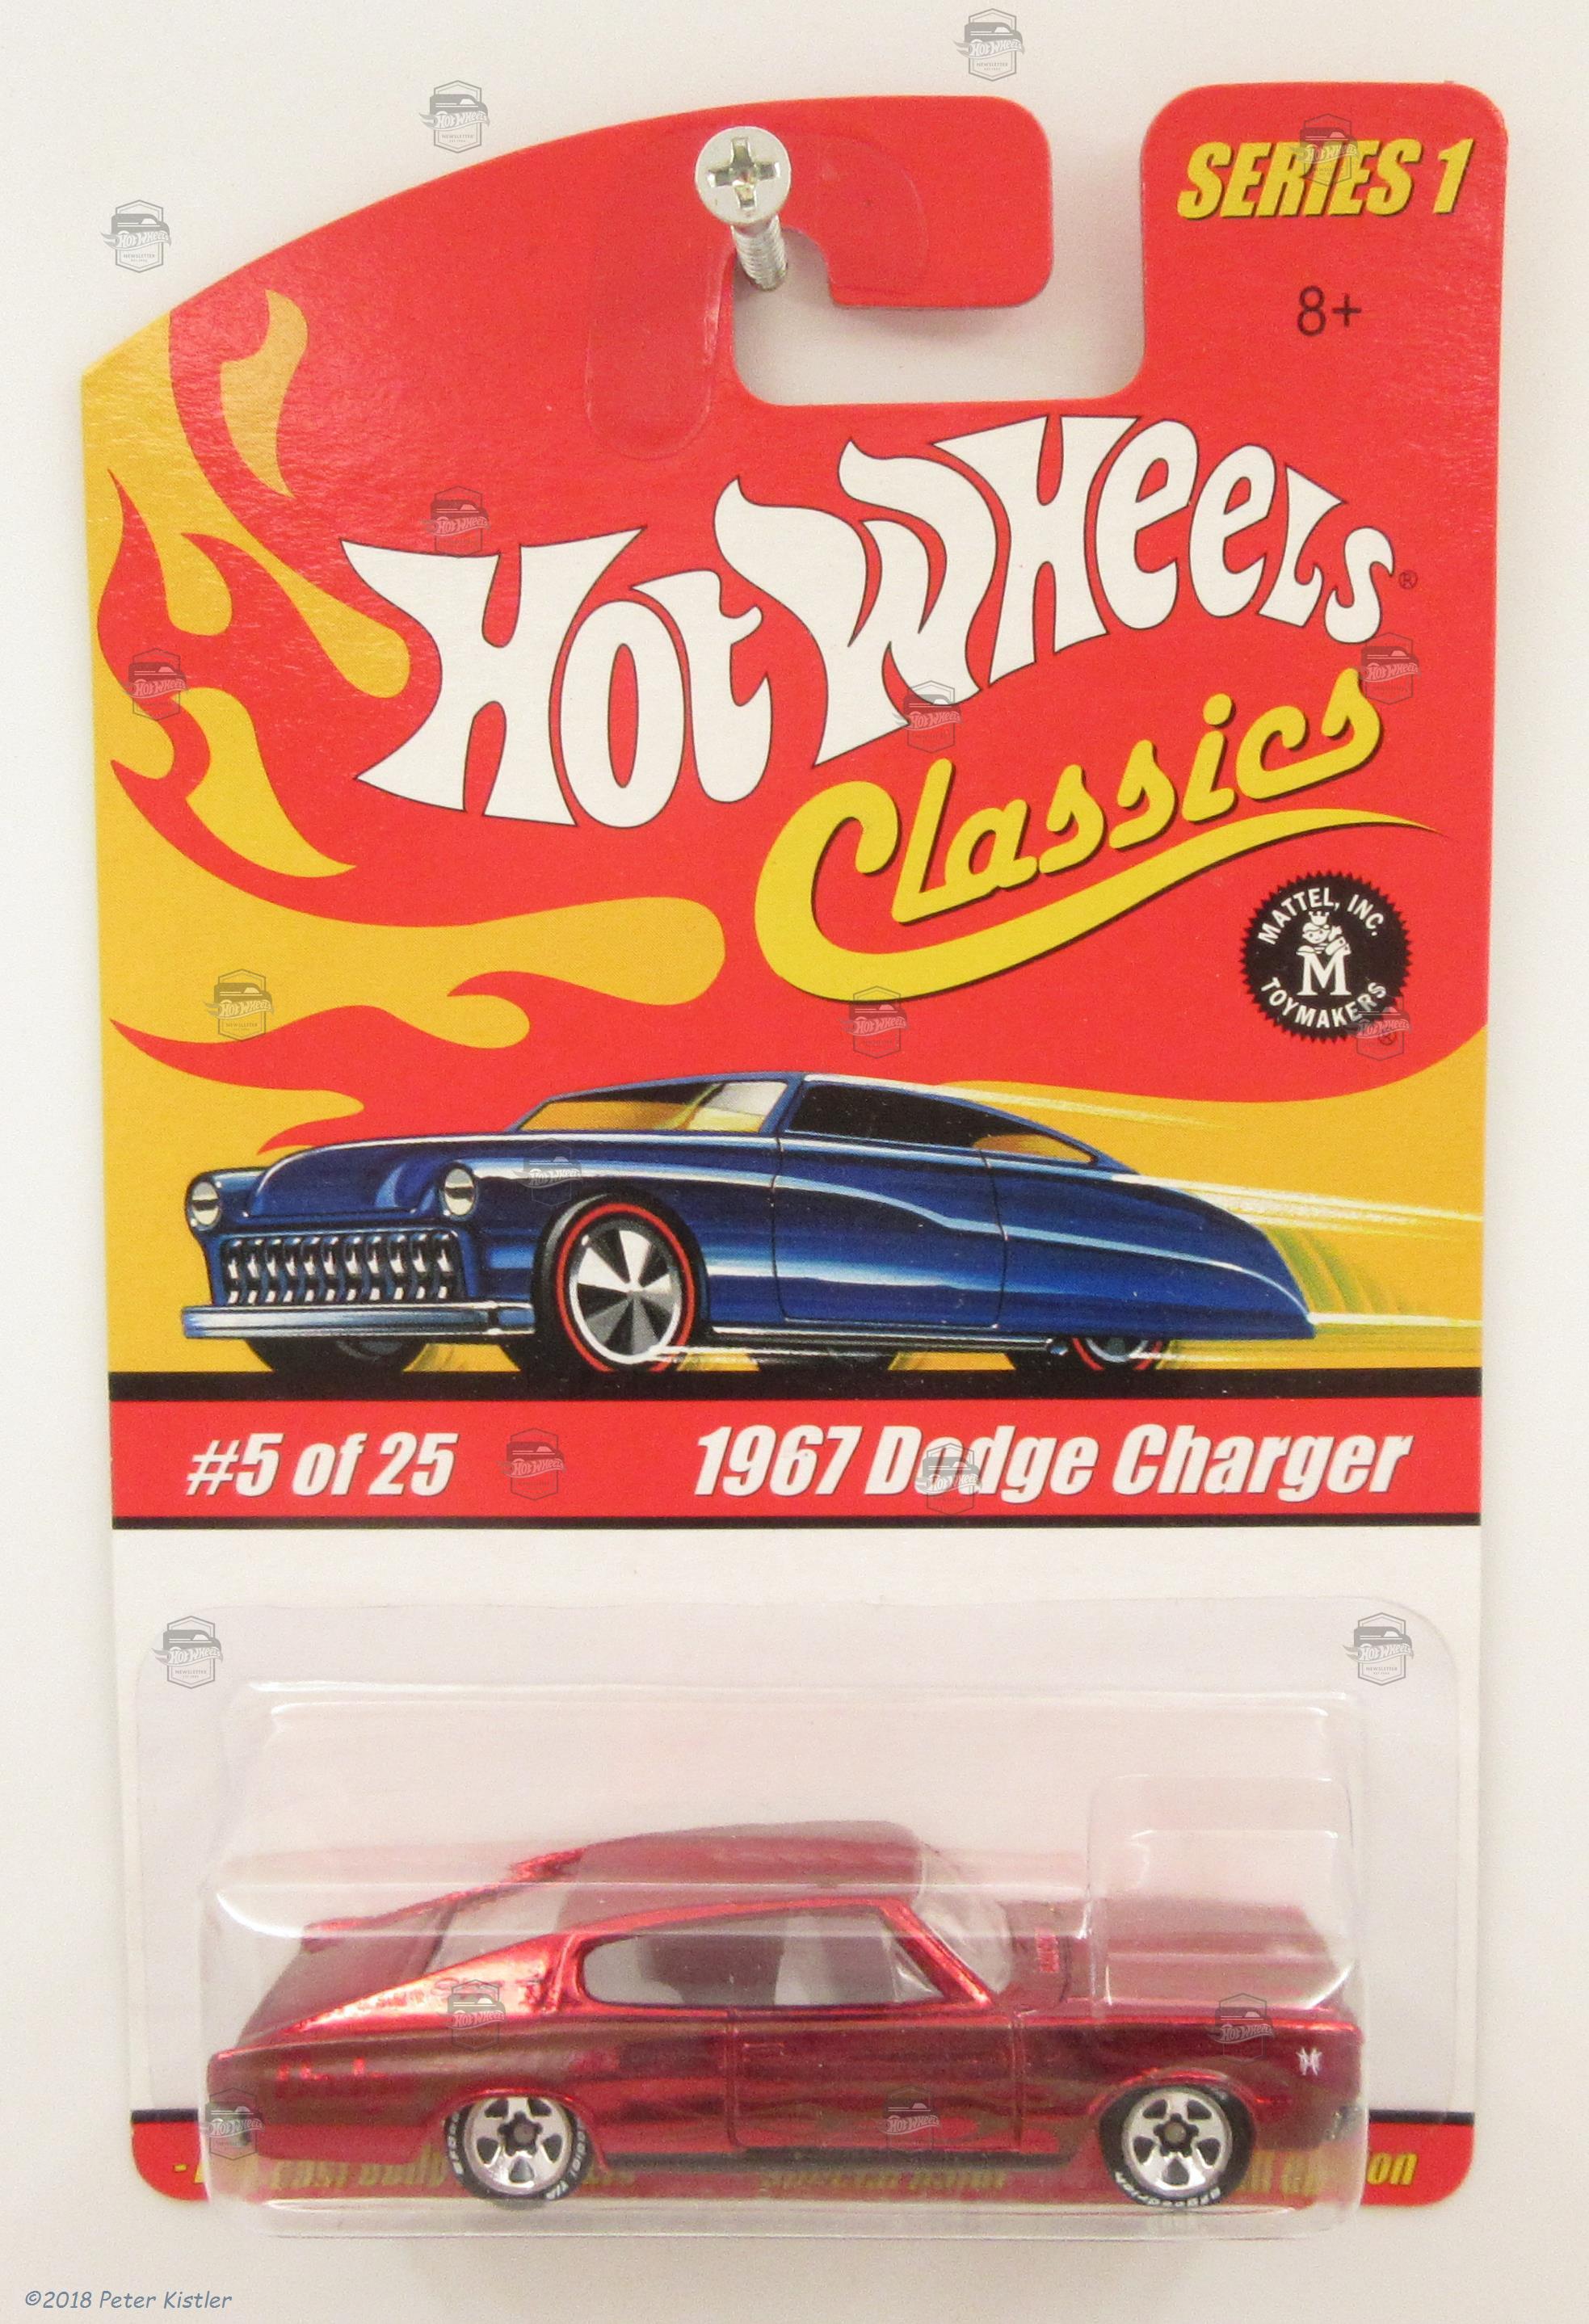 SERIES 1
8+
Hot Wheels®
Classics
MATTEL, INC.
M
TOYMAKERS
#5 of 25
1967 Dodge Charger
©2018 Peter Kistler